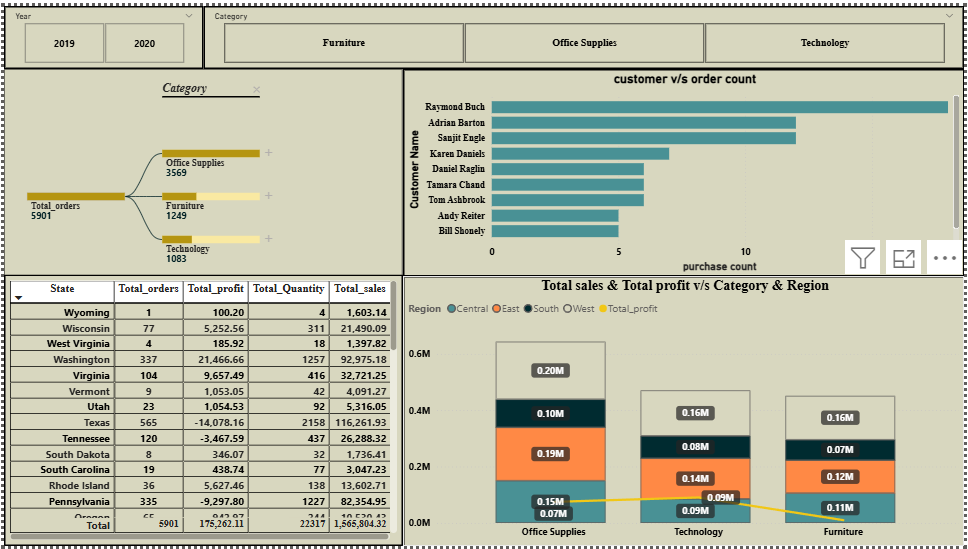 Year
2019
2020
Category
Furniture
Office Supplies
Technology
Category
Total_orders
5901
Office Supplies
3569
Furniture
1249
Technology
1083
customer v/s order count
Customer Name
Raymond Buch
Adrian Barton
Sanjit Engle
Karen Daniels
Daniel Raglin
Tamara Chand
Tom Ashbrook
Andy Reiter
Bill Shonely
0 5 10
purchase count
State Total_orders Total_profit Total_Quantity Total_sales
Wyoming 1 100.20 4 1,603.14
Wisconsin 77 5,252.56 311 21,490.09
West Virginia 4 185.92 18 1,397.82
Washington 337 21,466.66 1257 92,975.18
Virginia 104 9,657.49 416 32,721.25
Vermont 9 1,053.05 42 4,091.27
Utah 23 1,054.53 92 5,316.05
Texas 565 -14,078.16 2158 116,261.93
Tennessee 120 -3,467.59 437 26,288.32
South Dakota 8 346.07 32 1,736.41
South Carolina 19 438.74 77 3,047.23
Rhode Island 36 5,627.46 138 13,602.71
Pennsylvania 335 -9,297.80 1227 82,354.95
Total 5901 175,262.11 22317 1,565,804.32
Total sales & Total profit v/s Category & Region
Region Central East South West Total_profit
0.6M
0.4M
0.2M
0.0M
0.20M
0.10M
0.19M
0.15M
0.07M
Office Supplies
0.16M
0.08M
0.14M
0.09M
0.09M
Technology
0.16M
0.07M
0.12M
0.11M
Furniture